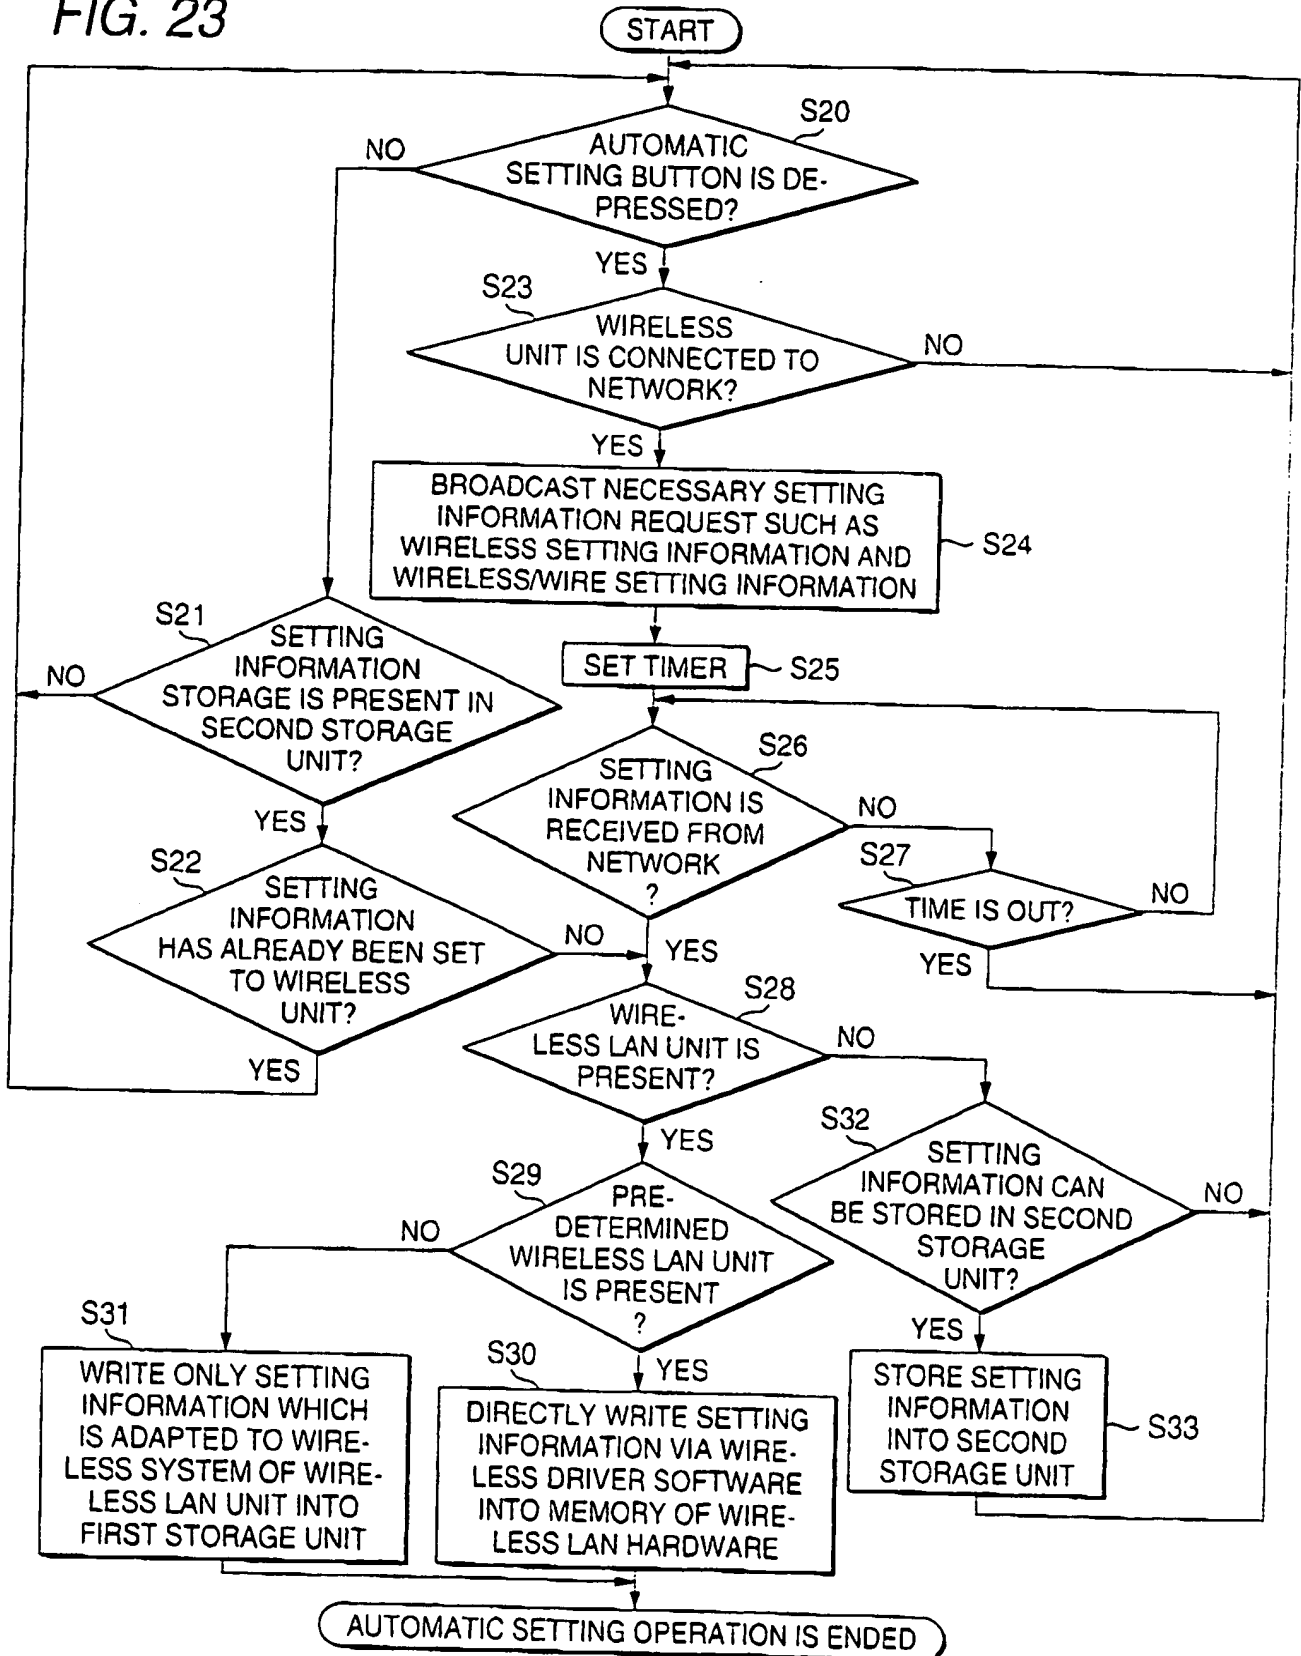 FIG. 23
START
S20
AUTOMATIC
SETTING BUTTON IS DE-
PRESSED?
NO
YES
S23
WIRELESS
UNIT IS CONNECTED TO
NETWORK?
NO
YES
BROADCAST NECESSARY SETTING
INFORMATION REQUEST SUCH AS
WIRELESS SETTING INFORMATION AND
WIRELESS/WIRE SETTING INFORMATION
S24
S21
SETTING
INFORMATION
STORAGE IS PRESENT IN
SECOND STORAGE
UNIT?
NO
YES
SET TIMER
S25
S26
SETTING
INFORMATION IS
RECEIVED FROM
NETWORK
?
NO
YES
S27
TIME IS OUT?
NO
YES
S22
SETTING
INFORMATION
HAS ALREADY BEEN SET
TO WIRELESS
UNIT?
NO
YES
S28
WIRE-
LESS LAN UNIT IS
PRESENT?
NO
YES
S32
SETTING
INFORMATION CAN
BE STORED IN SECOND
STORAGE
UNIT?
NO
YES
S29
PRE-
DETERMINED
WIRELESS LAN UNIT
IS PRESENT
?
NO
YES
S31
WRITE ONLY SETTING
INFORMATION WHICH
IS ADAPTED TO WIRE-
LESS SYSTEM OF WIRE-
LESS LAN UNIT INTO
FIRST STORAGE UNIT
S30
DIRECTLY WRITE SETTING
INFORMATION VIA WIRE-
LESS DRIVER SOFTWARE
INTO MEMORY OF WIRE-
LESS LAN HARDWARE
STORE SETTING
INFORMATION
INTO SECOND
STORAGE UNIT
S33
AUTOMATIC SETTING OPERATION IS ENDED